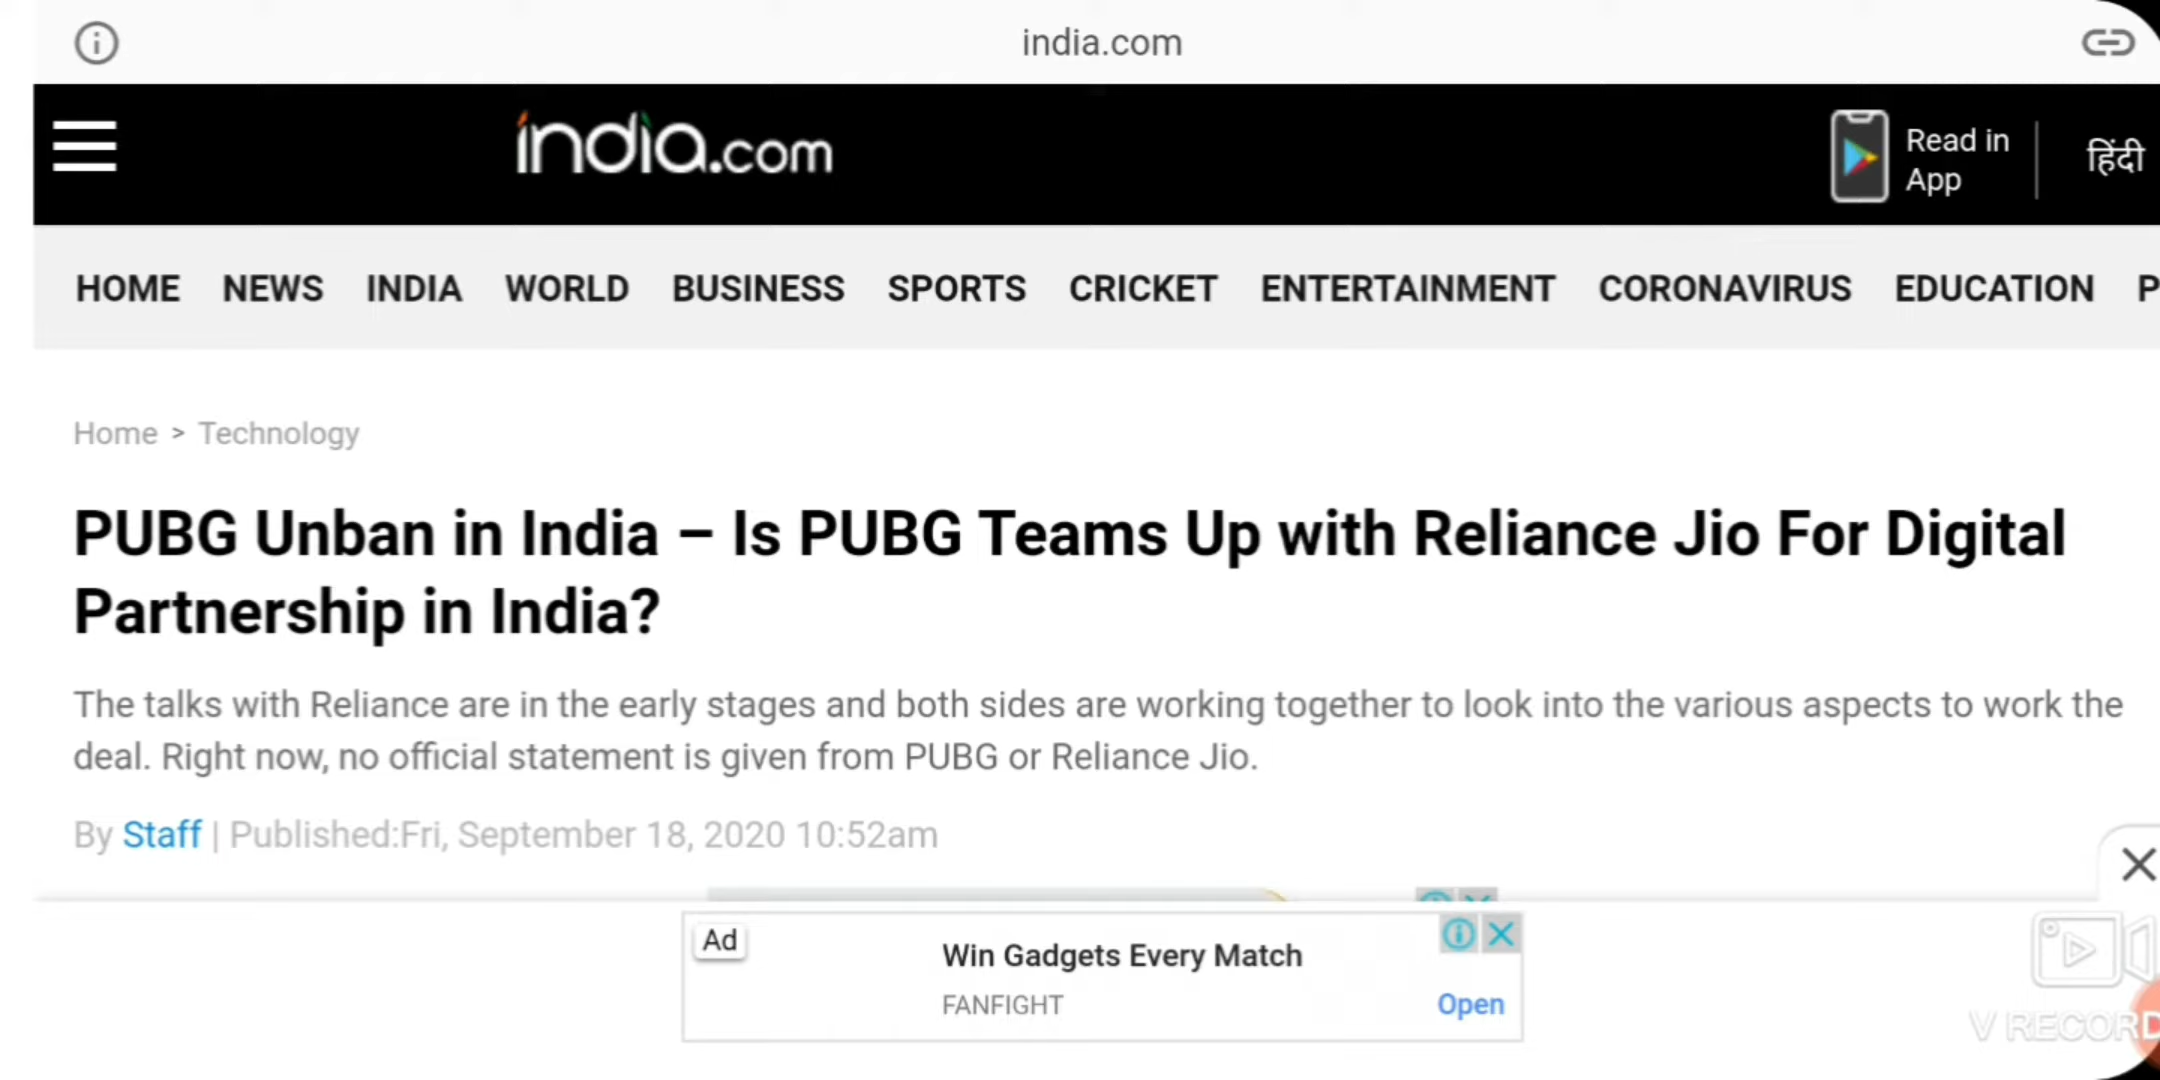 india.com
india.com
Read in
App
हिंदी
HOME NEWS INDIA WORLD BUSINESS SPORTS CRICKET ENTERTAINMENT CORONAVIRUS EDUCATION P
Home > Technology
PUBG Unban in India – Is PUBG Teams Up with Reliance Jio For Digital
Partnership in India?
The talks with Reliance are in the early stages and both sides are working together to look into the various aspects to work the
deal. Right now, no official statement is given from PUBG or Reliance Jio.
By Staff | Published:Fri, September 18, 2020 10:52am
Ad
Win Gadgets Every Match
FANFIGHT
Open
V RECORD